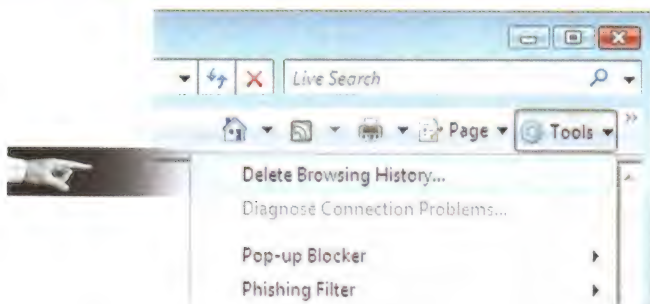 Live Search
Page Tools
Delete Browsing History...
Diagnose Connection Problems...
Pop-up Blocker
Phishing Filter